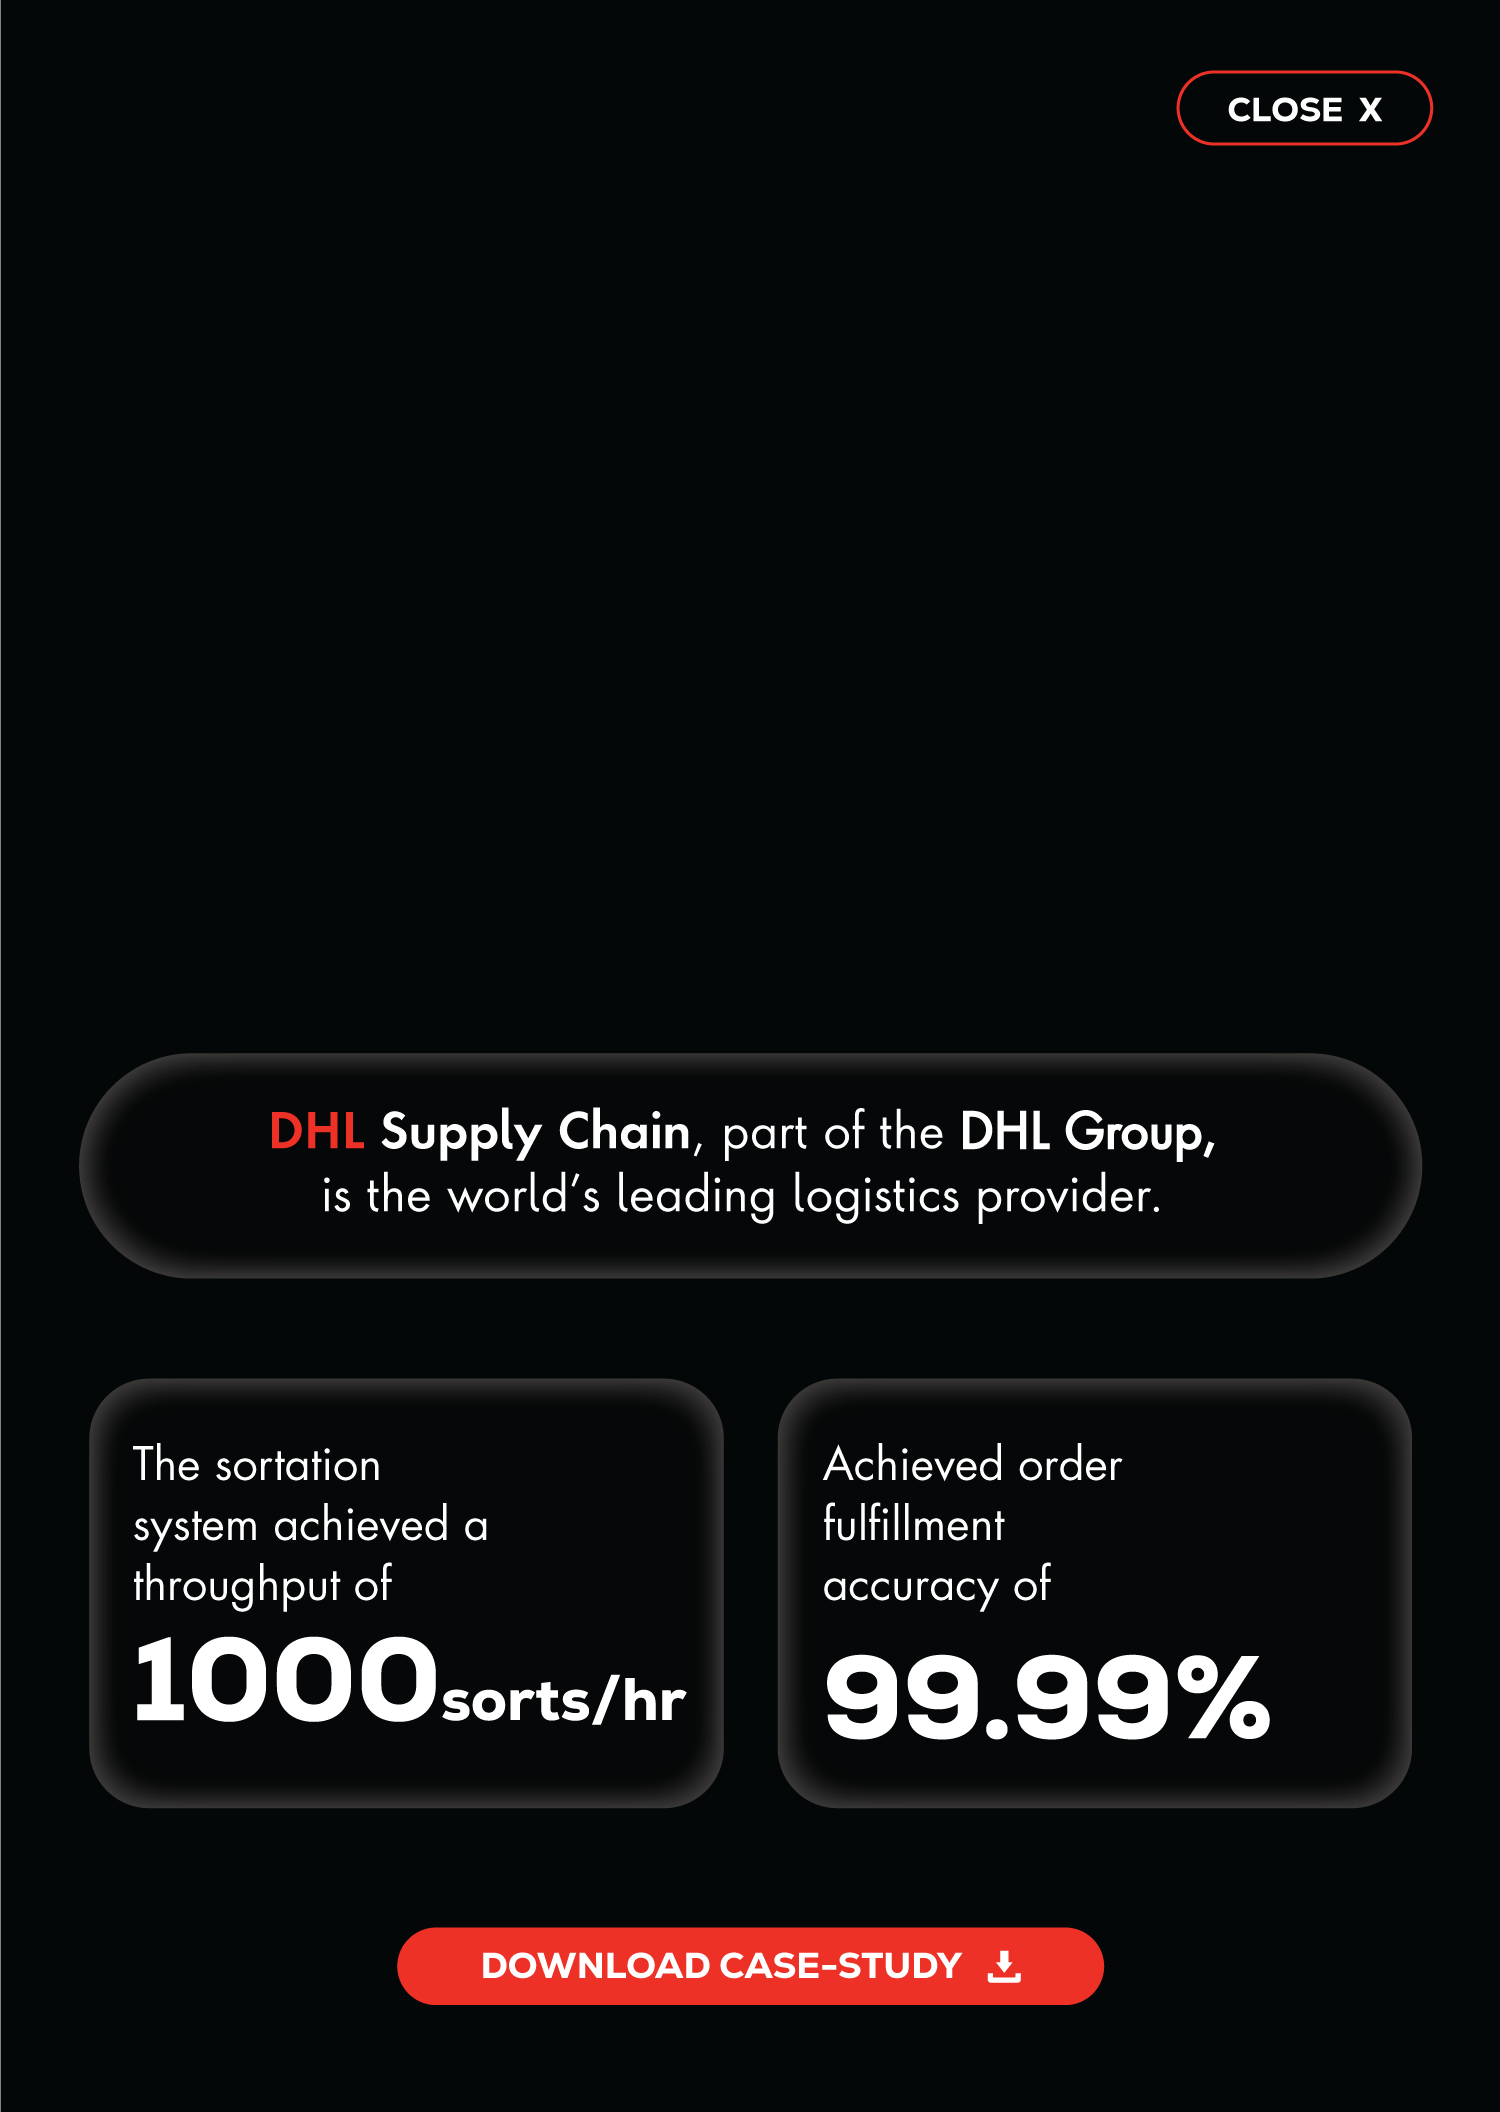 CLOSE X
DHL Supply Chain, part of the DHL Group,
is the world’s leading logistics provider.
The sortation
system achieved a
throughput of
1000sorts/hr
Achieved order
fulfillment
accuracy of
99.99%
DOWNLOAD CASE-STUDY